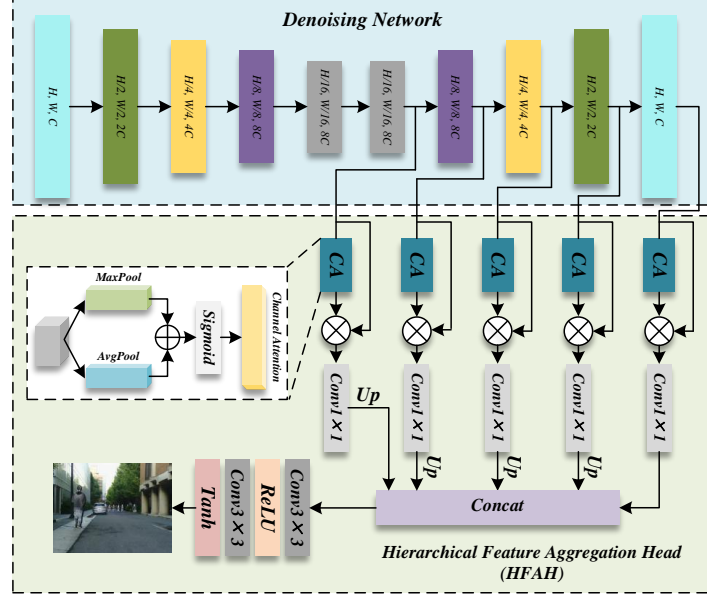 Denoising Network
H, W, C
H/2, W/2, 2C
H/4, W/4, 4C
H/8, W/8, 8C
H/16, W/16, 8C
H/16, W/16, 8C
H/8, W/8, 8C
H/4, W/4, 4C
H/2, W/2, 2C
H, W, C
CA
CA
CA
CA
CA
MaxPool
AvgPool
Sigmoid
Channel Attention
Conv1×1
Conv1×1
Conv1×1
Conv1×1
Conv1×1
Up
Up
Up
Up
Concat
Tanh
Conv3×3
ReLU
Conv3×3
Hierarchical Feature Aggregation Head
(HFAH)